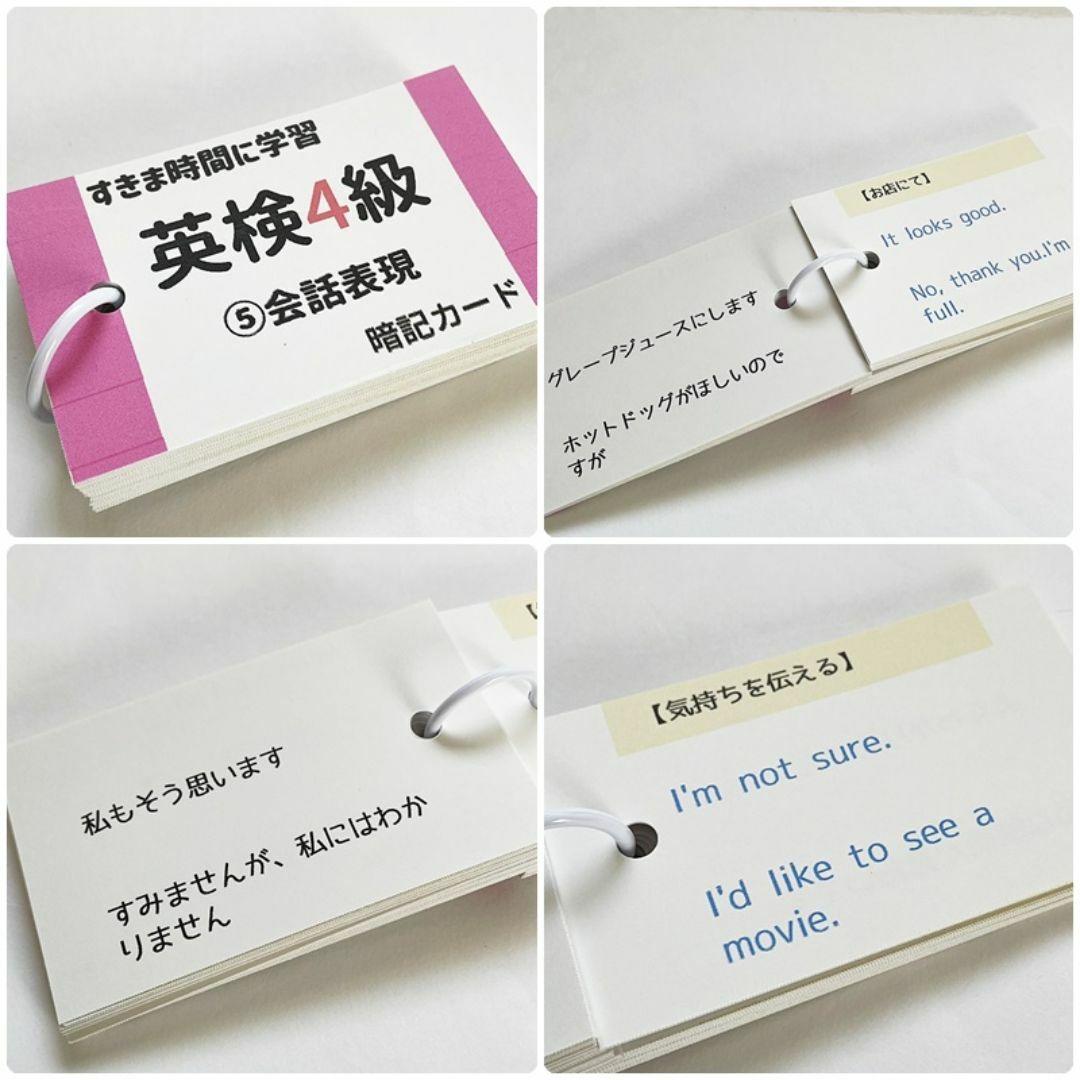 すきま時間に学習
英検4級
⑤会話表現
暗記カード
グレープジュースにします
ホットドッグがほしいので
すが
【お店にて】
It looks good.
No, thank you.I'm
full.
私もそう思います
すみませんが、私にはわか
りません
【気持ちを伝える】
I'm not sure.
I'd like to see a
movie.